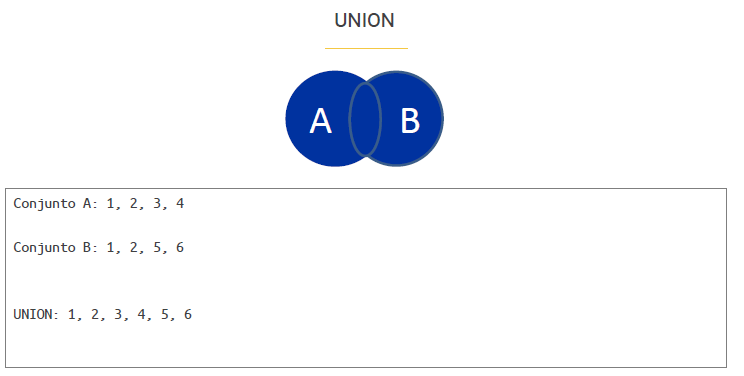 UNION
A B
Conjunto A: 1, 2, 3, 4
Conjunto B: 1, 2, 5, 6
UNION: 1, 2, 3, 4, 5, 6